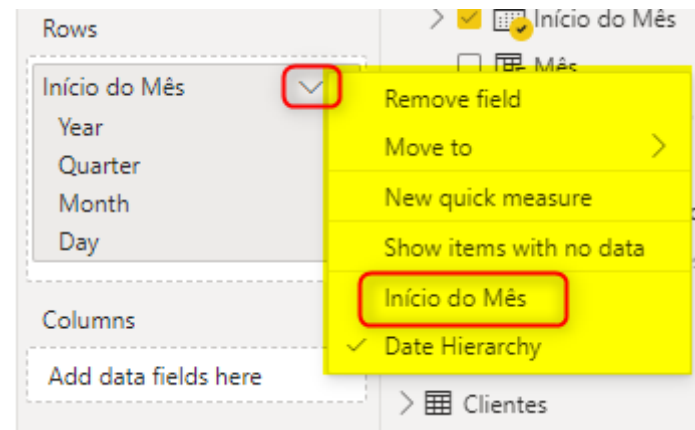 Rows
Início do Mês
Year
Quarter
Month
Day
Columns
Add data fields here
Início do Mês
Mês
Remove field
Move to
New quick measure
Show items with no data
Início do Mês
Date Hierarchy
Clientes